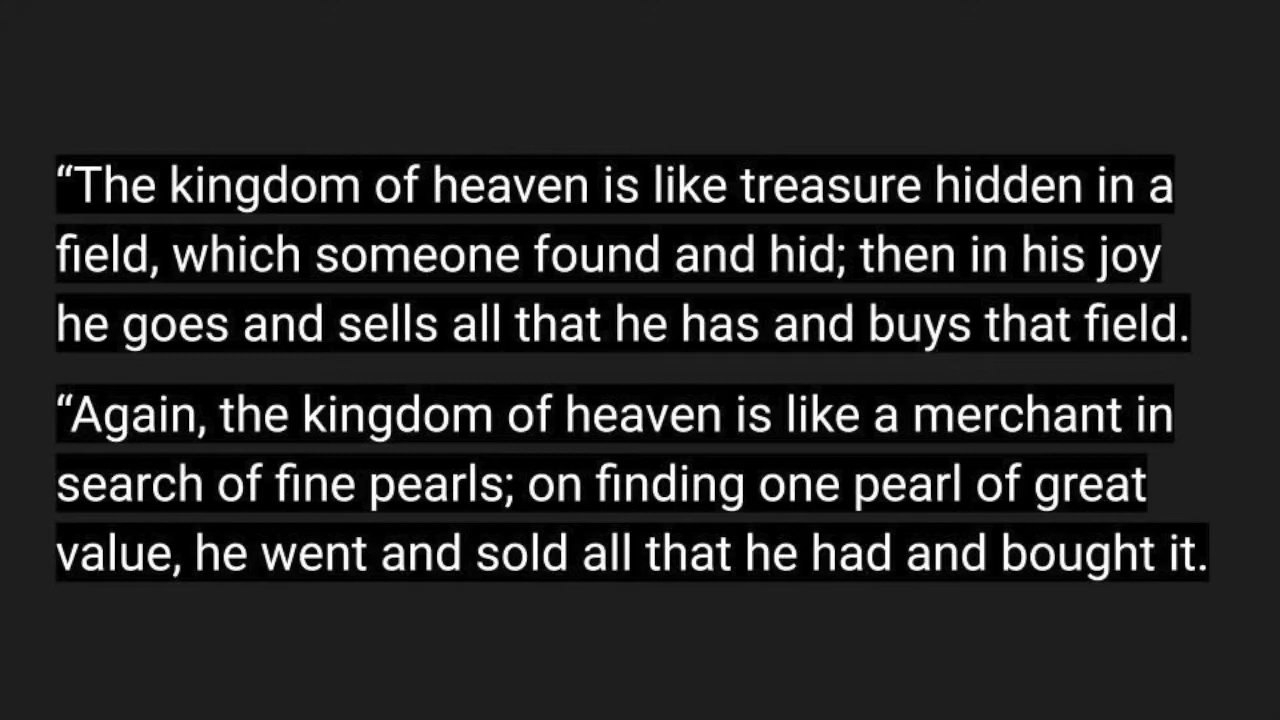 “The kingdom of heaven is like treasure hidden in a
field, which someone found and hid; then in his joy
he goes and sells all that he has and buys that field.
“Again, the kingdom of heaven is like a merchant in
search of fine pearls; on finding one pearl of great
value, he went and sold all that he had and bought it.